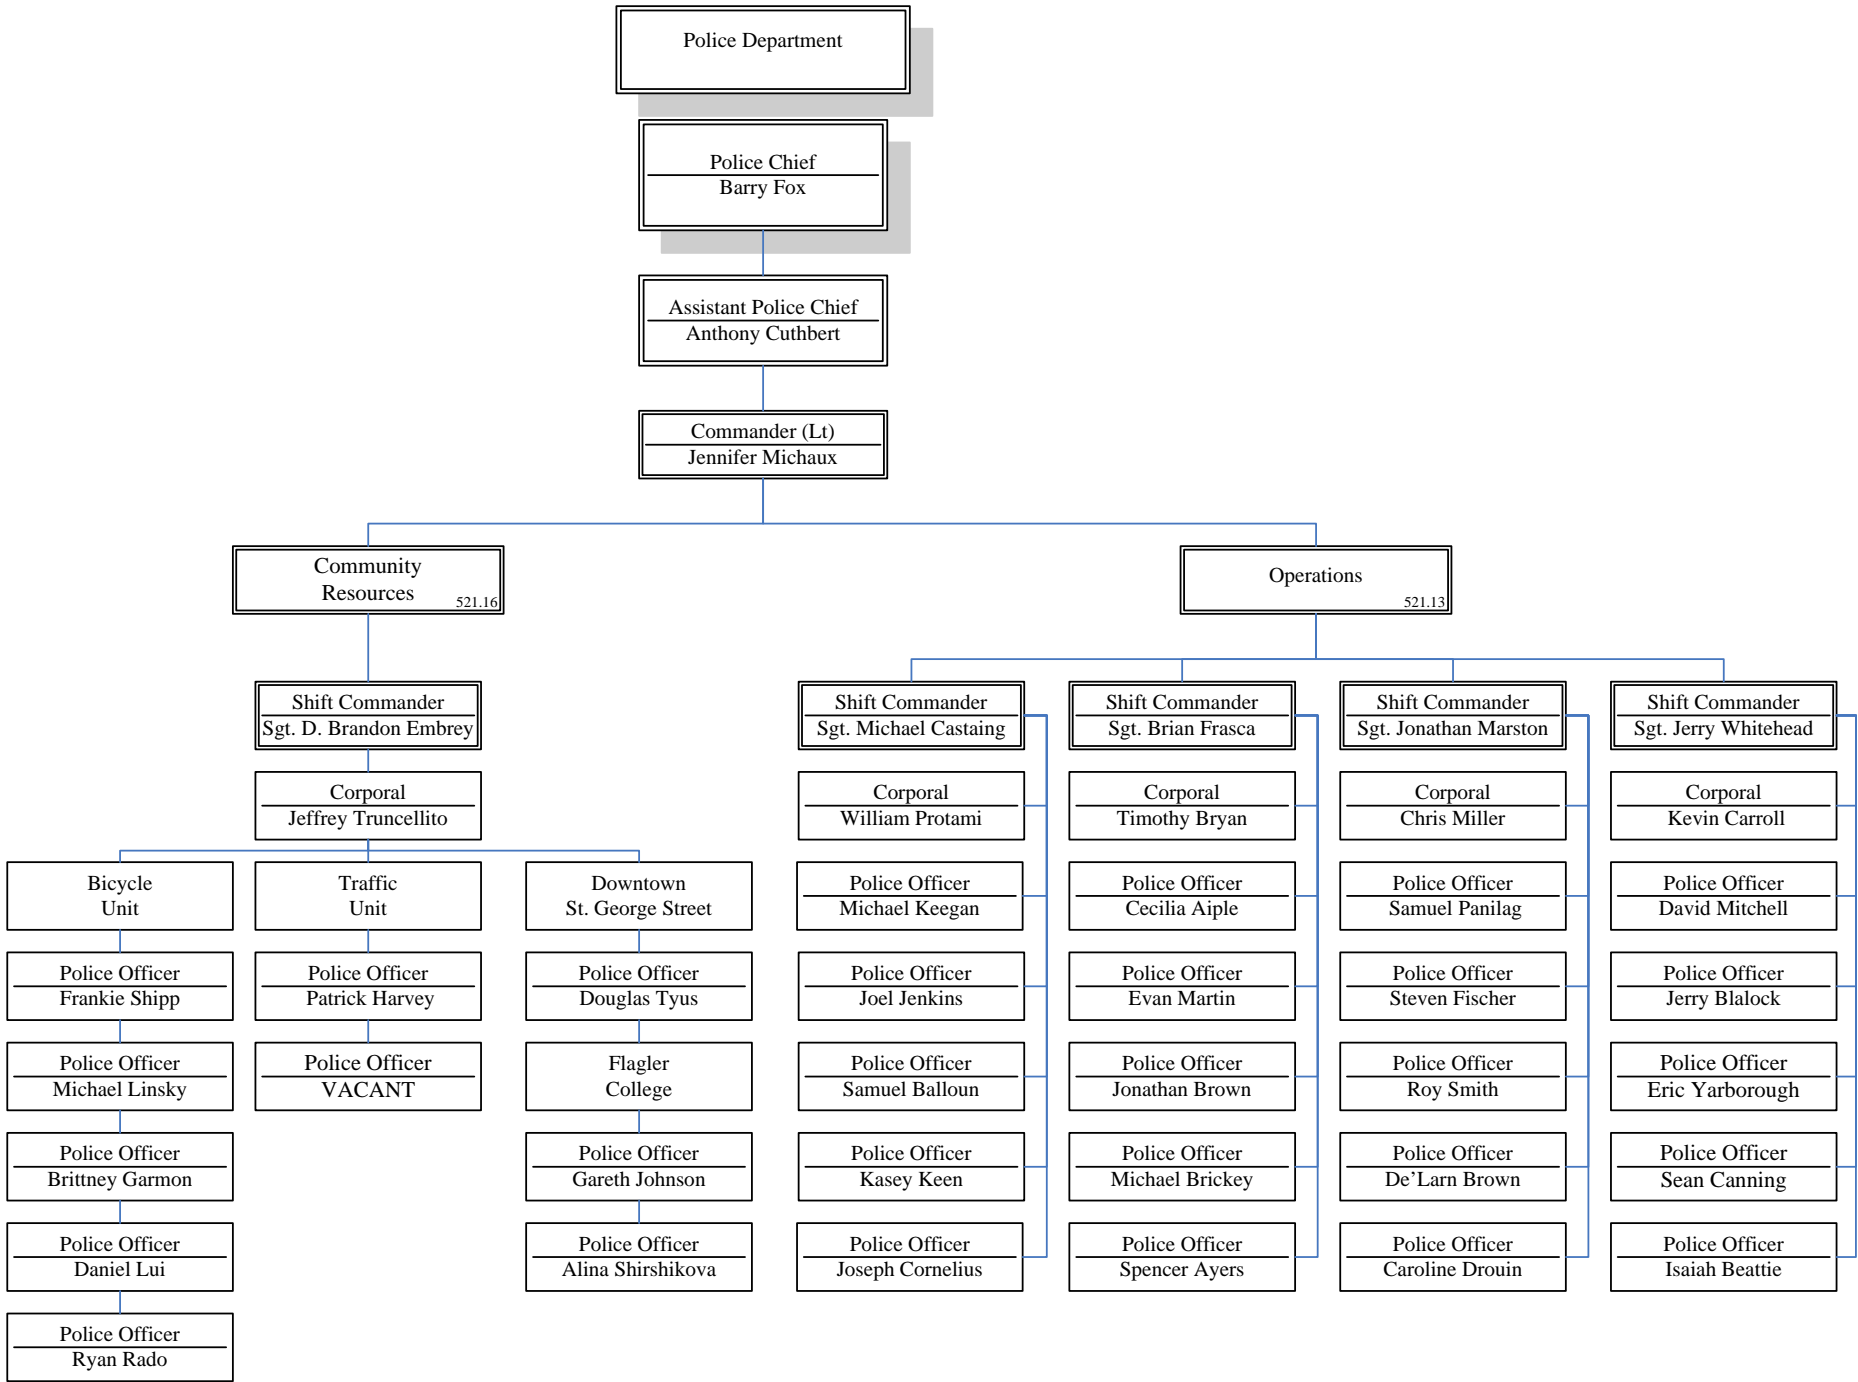 Police Department
Police Chief
Barry Fox
Assistant Police Chief
Anthony Cuthbert
Commander (Lt)
Jennifer Michaux
Community
Resources
521.16
Operations
521.13
Shift Commander
Sgt. D. Brandon Embrey
Corporal
Jeffrey Truncellito
Bicycle
Unit
Police Officer
Frankie Shipp
Police Officer
Michael Linsky
Police Officer
Brittney Garmon
Police Officer
Daniel Lui
Police Officer
Ryan Rado
Traffic
Unit
Police Officer
Patrick Harvey
Police Officer
VACANT
Downtown
St. George Street
Police Officer
Douglas Tyus
Flagler
College
Police Officer
Gareth Johnson
Police Officer
Alina Shirshikova
Shift Commander
Sgt. Michael Castaing
Corporal
William Protami
Police Officer
Michael Keegan
Police Officer
Joel Jenkins
Police Officer
Samuel Balloun
Police Officer
Kasey Keen
Police Officer
Joseph Cornelius
Shift Commander
Sgt. Brian Frasca
Corporal
Timothy Bryan
Police Officer
Cecilia Aiple
Police Officer
Evan Martin
Police Officer
Jonathan Brown
Police Officer
Michael Brickey
Police Officer
Spencer Ayers
Shift Commander
Sgt. Jonathan Marston
Corporal
Chris Miller
Police Officer
Samuel Panilag
Police Officer
Steven Fischer
Police Officer
Roy Smith
Police Officer
De’Larn Brown
Police Officer
Caroline Drouin
Shift Commander
Sgt. Jerry Whitehead
Corporal
Kevin Carroll
Police Officer
David Mitchell
Police Officer
Jerry Blalock
Police Officer
Eric Yarborough
Police Officer
Sean Canning
Police Officer
Isaiah Beattie